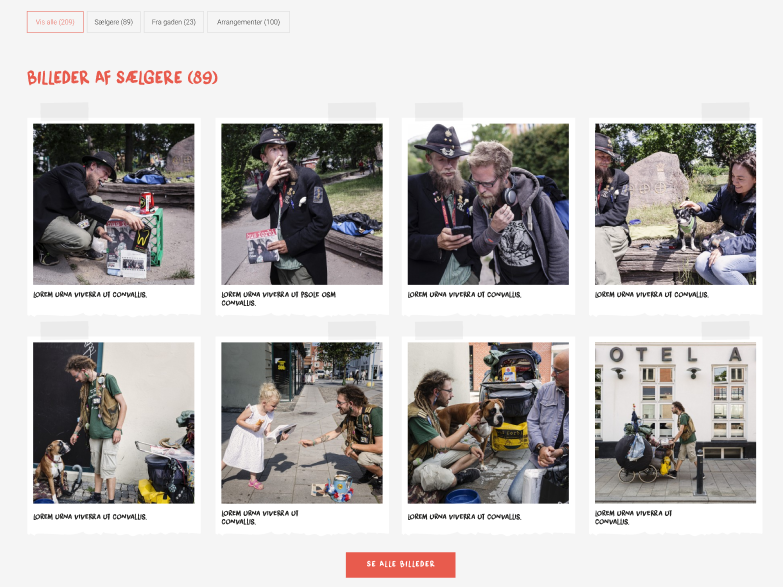 Vis alle (209)
Sælgere (89)
Fra gaden (23)
Arrangementer (100)
BILLEDER AF SÆLGERE (89)
LOREM URNA VIVERRA UT CONVALLIS.
LOREM URNA VIVERRA UT PSOLE OSM
CONVALLIS.
LOREM URNA VIVERRA UT CONVALLIS.
LOREM URNA VIVERRA UT CONVALLIS.
OTEL A
LOREM URNA VIVERRA UT CONVALLIS.
LOREM URNA VIVERRA UT
CONVALLIS.
LOREM URNA VIVERRA UT CONVALLIS.
LOREM URNA VIVERRA UT
CONVALLIS.
SE ALLE BILLEDER